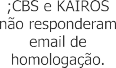 ;CBS e KAIROS
não responderam
email de
homologação.